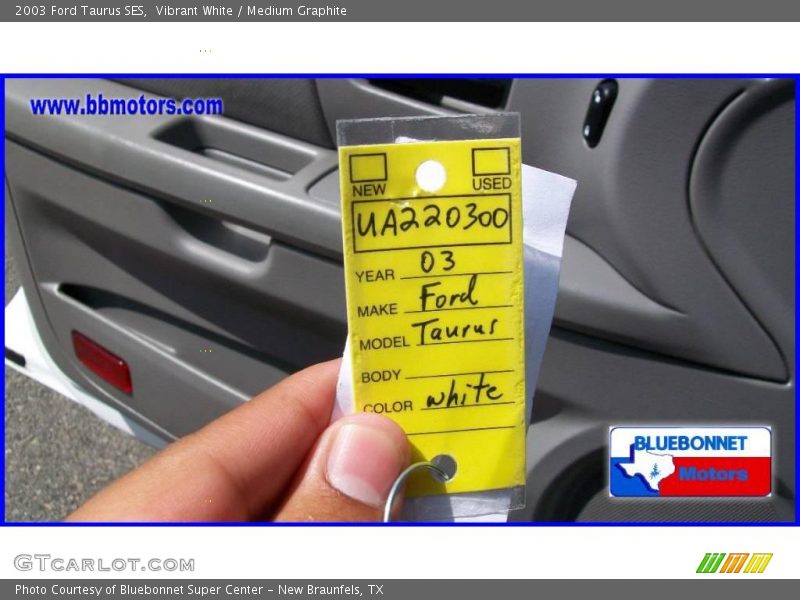 2003 Ford Taurus SES,  Vibrant White / Medium Graphite
www.bbmotors.com
NEW
USED
UA220300
YEAR 03
MAKE Ford
MODEL Taurus
BODY
COLOR white
BLUEBONNET
Motors
GTCARLOT.COM
Photo Courtesy of Bluebonnet Super Center - New Braunfels, TX